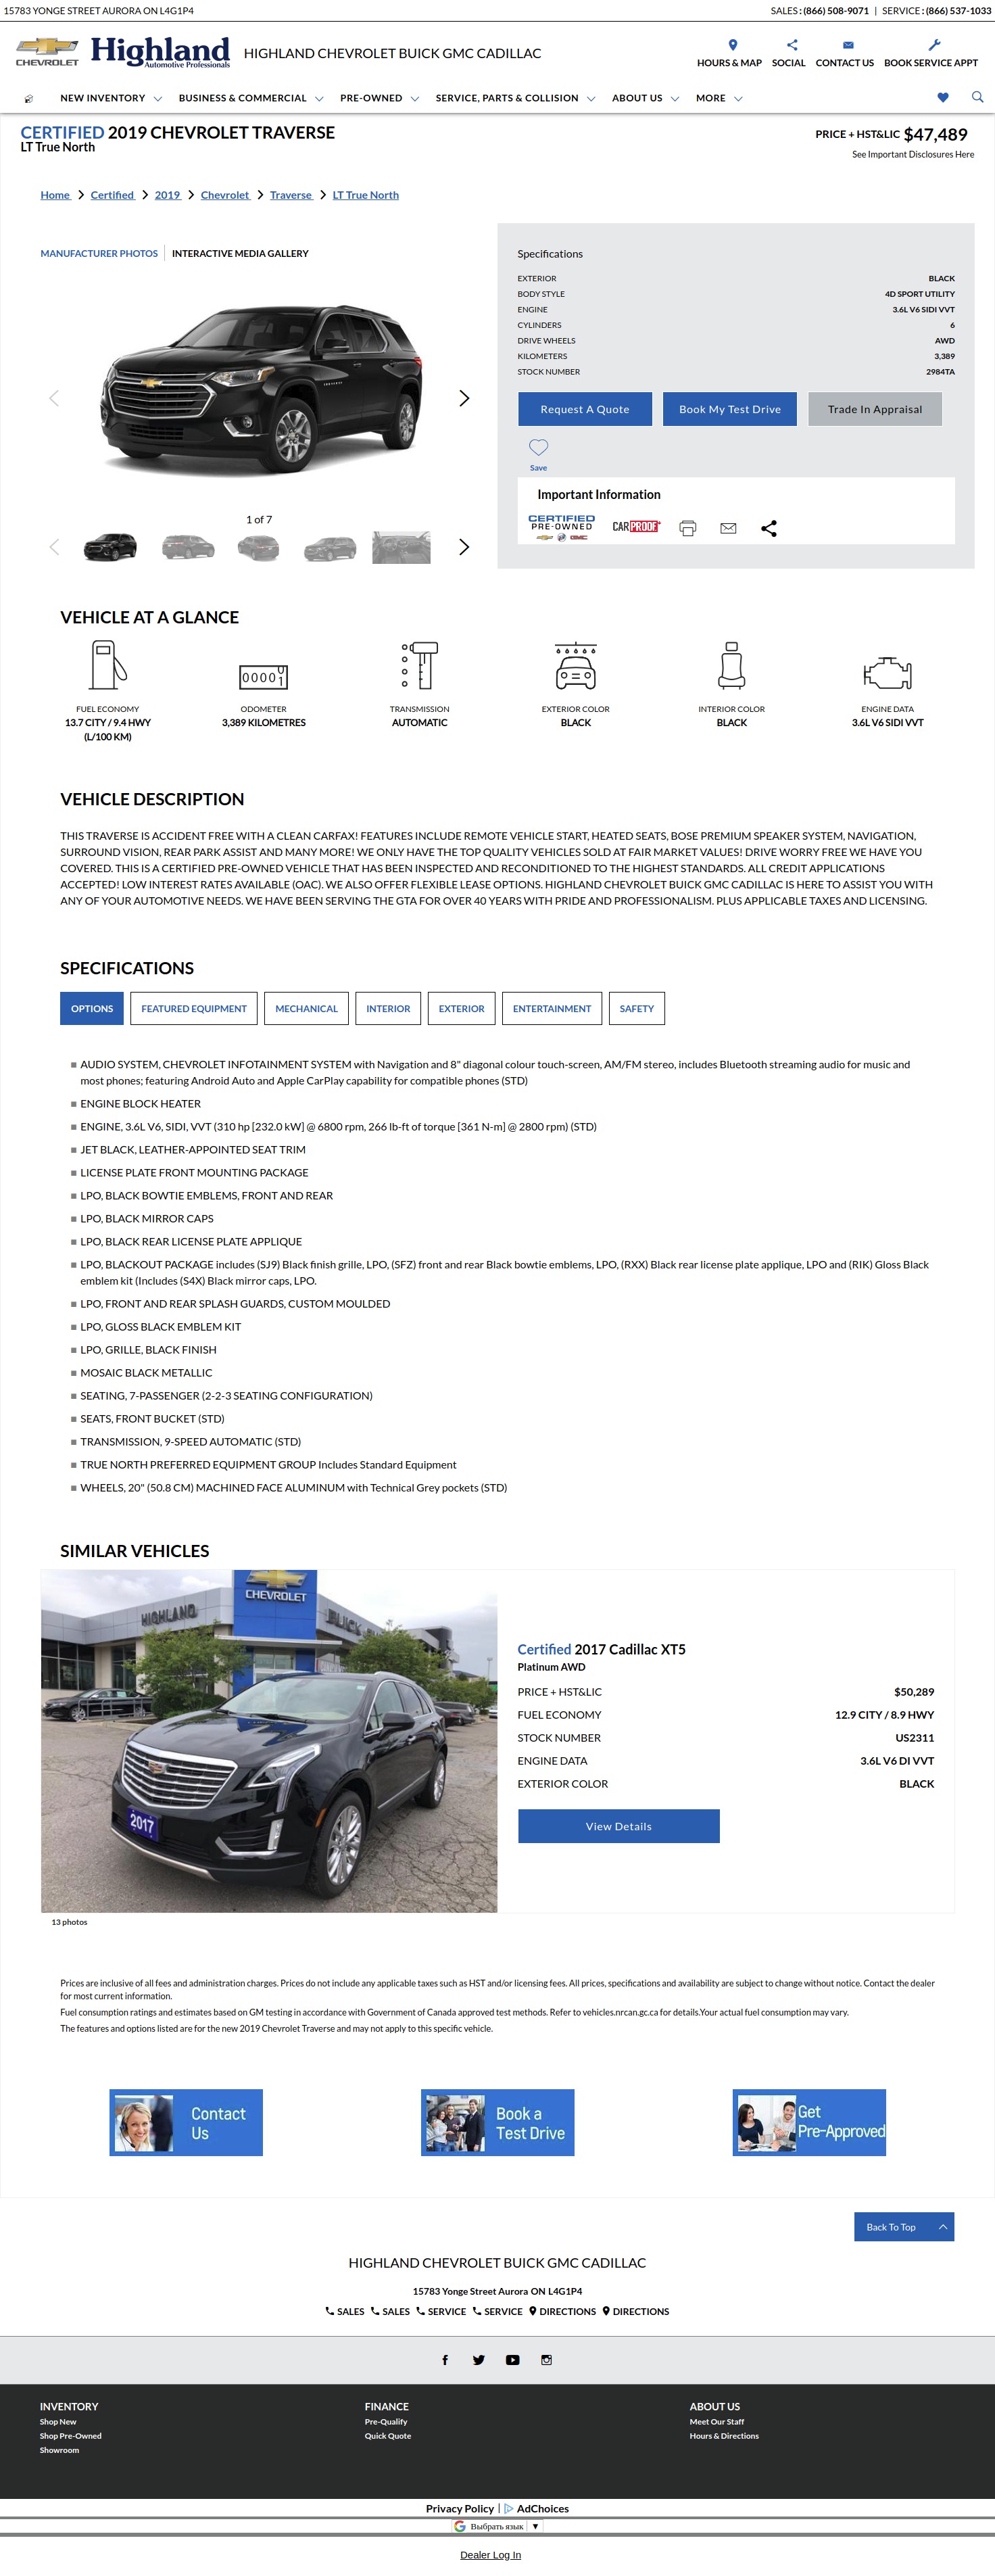 15783 YONGE STREET AURORA ON L4G1P4
SALES : (866) 508-9071 | SERVICE : (866) 537-1033
CHEVROLET
Highland
Automotive Professionals
HIGHLAND CHEVROLET BUICK GMC CADILLAC
HOURS & MAP SOCIAL CONTACT US BOOK SERVICE APPT
NEW INVENTORY BUSINESS & COMMERCIAL PRE-OWNED SERVICE, PARTS & COLLISION ABOUT US MORE
CERTIFIED 2019 CHEVROLET TRAVERSE
LT True North
PRICE + HST&LIC $47,489
See Important Disclosures Here
Home Certified 2019 Chevrolet Traverse LT True North
MANUFACTURER PHOTOS INTERACTIVE MEDIA GALLERY
1 of 7
Specifications
EXTERIOR BLACK
BODY STYLE 4D SPORT UTILITY
ENGINE 3.6L V6 SIDI VVT
CYLINDERS 6
DRIVE WHEELS AWD
KILOMETERS 3,389
STOCK NUMBER 2984TA
Request A Quote Book My Test Drive Trade In Appraisal
Save
Important Information
CERTIFIED
PRE-OWNED
GMC
CARPROOF
VEHICLE AT A GLANCE
00001
FUEL ECONOMY
13.7 CITY / 9.4 HWY
(L/100 KM)
ODOMETER
3,389 KILOMETRES
TRANSMISSION
AUTOMATIC
EXTERIOR COLOR
BLACK
INTERIOR COLOR
BLACK
ENGINE DATA
3.6L V6 SIDI VVT
VEHICLE DESCRIPTION
THIS TRAVERSE IS ACCIDENT FREE WITH A CLEAN CARFAX! FEATURES INCLUDE REMOTE VEHICLE START, HEATED SEATS, BOSE PREMIUM SPEAKER SYSTEM, NAVIGATION,
SURROUND VISION, REAR PARK ASSIST AND MANY MORE! WE ONLY HAVE THE TOP QUALITY VEHICLES SOLD AT FAIR MARKET VALUES! DRIVE WORRY FREE WE HAVE YOU
COVERED. THIS IS A CERTIFIED PRE-OWNED VEHICLE THAT HAS BEEN INSPECTED AND RECONDITIONED TO THE HIGHEST STANDARDS. ALL CREDIT APPLICATIONS
ACCEPTED! LOW INTEREST RATES AVAILABLE (OAC). WE ALSO OFFER FLEXIBLE LEASE OPTIONS. HIGHLAND CHEVROLET BUICK GMC CADILLAC IS HERE TO ASSIST YOU WITH
ANY OF YOUR AUTOMOTIVE NEEDS. WE HAVE BEEN SERVING THE GTA FOR OVER 40 YEARS WITH PRIDE AND PROFESSIONALISM. PLUS APPLICABLE TAXES AND LICENSING.
SPECIFICATIONS
OPTIONS FEATURED EQUIPMENT MECHANICAL INTERIOR EXTERIOR ENTERTAINMENT SAFETY
AUDIO SYSTEM, CHEVROLET INFOTAINMENT SYSTEM with Navigation and 8" diagonal colour touch-screen, AM/FM stereo, includes Bluetooth streaming audio for music and
most phones; featuring Android Auto and Apple CarPlay capability for compatible phones (STD)
ENGINE BLOCK HEATER
ENGINE, 3.6L V6, SIDI, VVT (310 hp [232.0 kW] @ 6800 rpm, 266 lb-ft of torque [361 N-m] @ 2800 rpm) (STD)
JET BLACK, LEATHER-APPOINTED SEAT TRIM
LICENSE PLATE FRONT MOUNTING PACKAGE
LPO, BLACK BOWTIE EMBLEMS, FRONT AND REAR
LPO, BLACK MIRROR CAPS
LPO, BLACK REAR LICENSE PLATE APPLIQUE
LPO, BLACKOUT PACKAGE includes (SJ9) Black finish grille, LPO, (SFZ) front and rear Black bowtie emblems, LPO, (RXX) Black rear license plate applique, LPO and (RIK) Gloss Black
emblem kit (Includes (S4X) Black mirror caps, LPO.
LPO, FRONT AND REAR SPLASH GUARDS, CUSTOM MOULDED
LPO, GLOSS BLACK EMBLEM KIT
LPO, GRILLE, BLACK FINISH
MOSAIC BLACK METALLIC
SEATING, 7-PASSENGER (2-2-3 SEATING CONFIGURATION)
SEATS, FRONT BUCKET (STD)
TRANSMISSION, 9-SPEED AUTOMATIC (STD)
TRUE NORTH PREFERRED EQUIPMENT GROUP Includes Standard Equipment
WHEELS, 20" (50.8 CM) MACHINED FACE ALUMINUM with Technical Grey pockets (STD)
SIMILAR VEHICLES
CHEVROLET
HIGHLAND
2017
13 photos
Certified 2017 Cadillac XT5
Platinum AWD
PRICE + HST&LIC $50,289
FUEL ECONOMY 12.9 CITY / 8.9 HWY
STOCK NUMBER US2311
ENGINE DATA 3.6L V6 DI VVT
EXTERIOR COLOR BLACK
View Details
Prices are inclusive of all fees and administration charges. Prices do not include any applicable taxes such as HST and/or licensing fees. All prices, specifications and availability are subject to change without notice. Contact the dealer
for most current information.
Fuel consumption ratings and estimates based on GM testing in accordance with Government of Canada approved test methods. Refer to vehicles.nrcan.gc.ca for details.Your actual fuel consumption may vary.
The features and options listed are for the new 2019 Chevrolet Traverse and may not apply to this specific vehicle.
Contact
Us
Book a
Test Drive
Get
Pre-Approved
Back To Top
HIGHLAND CHEVROLET BUICK GMC CADILLAC
15783 Yonge Street Aurora ON L4G1P4
SALES SALES SERVICE SERVICE DIRECTIONS DIRECTIONS
INVENTORY
Shop New
Shop Pre-Owned
Showroom
FINANCE
Pre-Qualify
Quick Quote
ABOUT US
Meet Our Staff
Hours & Directions
Privacy Policy | AdChoices
Выбрать язык ▼
Dealer Log In